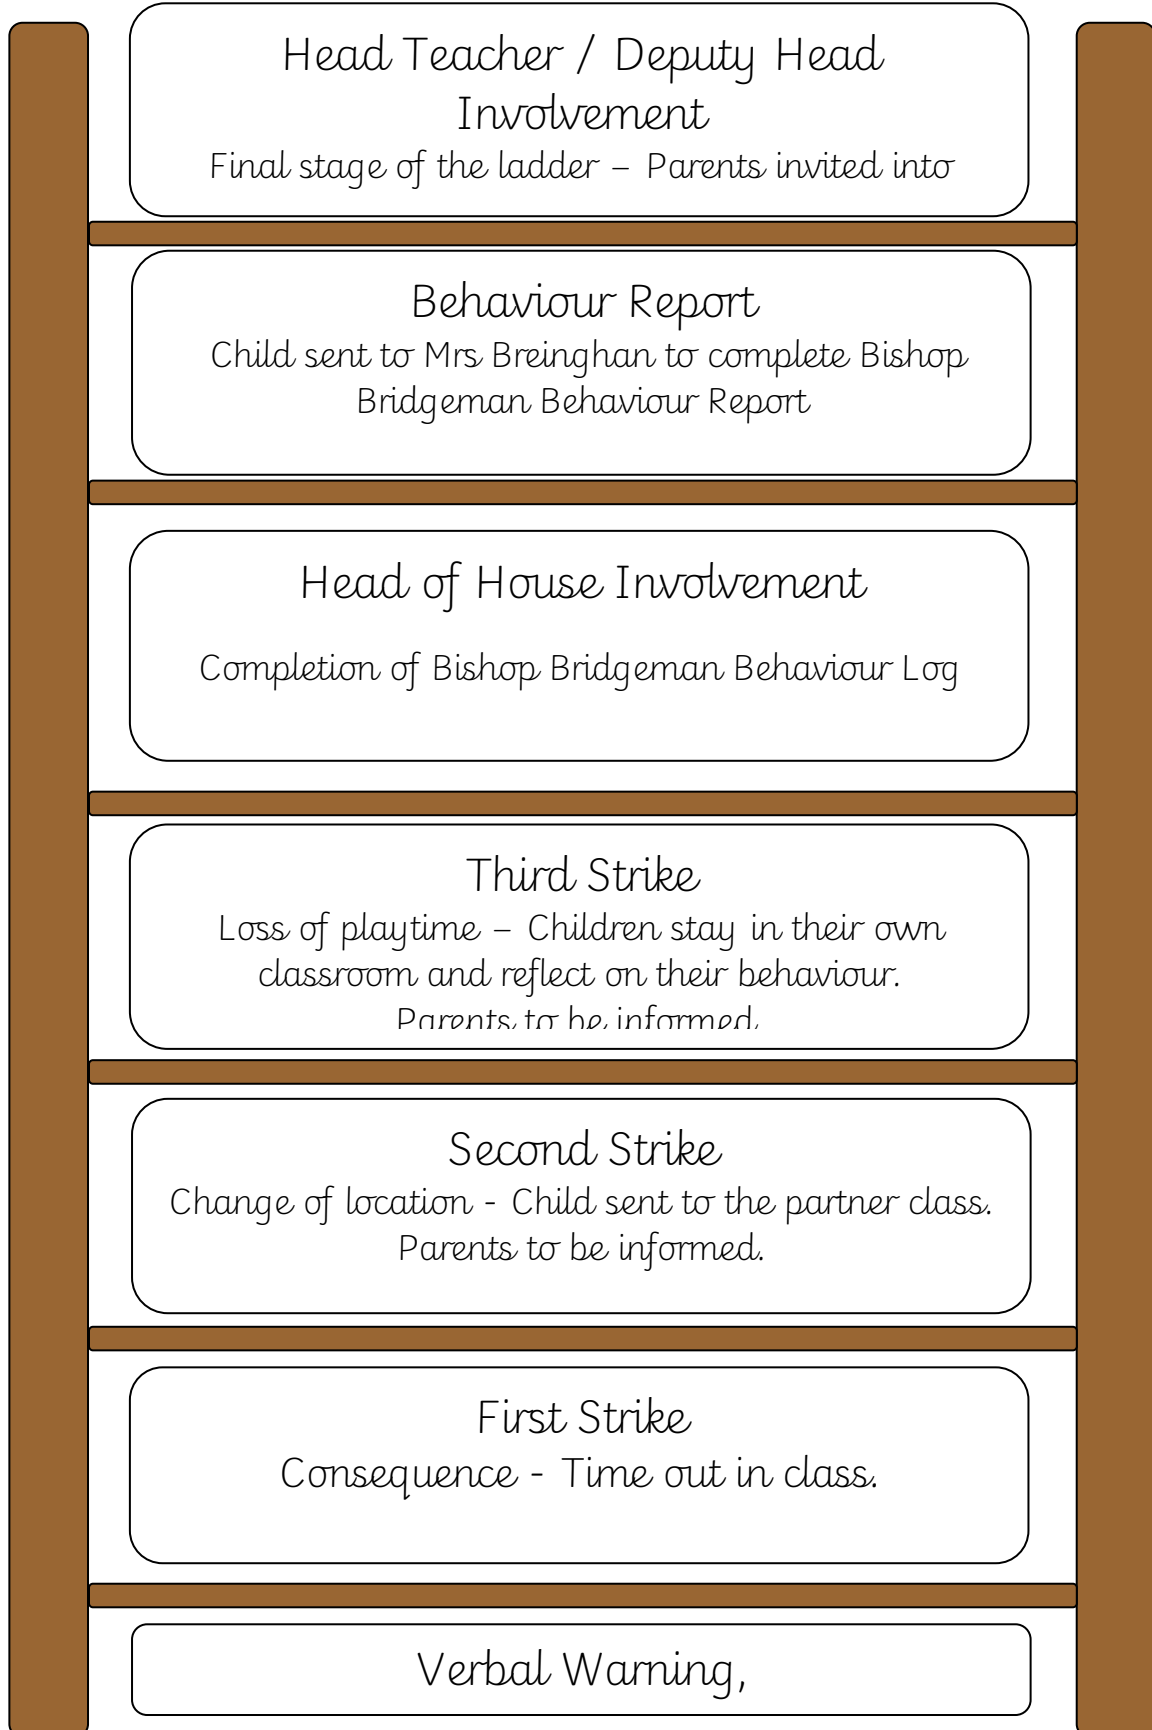 Head Teacher / Deputy Head
Involvement
Final stage of the ladder – Parents invited into
Behaviour Report
Child sent to Mrs Breinghan to complete Bishop
Bridgeman Behaviour Report
Head of House Involvement
Completion of Bishop Bridgeman Behaviour Log
Third Strike
Loss of playtime – Children stay in their own
classroom and reflect on their behaviour.
Parents to be informed.
Second Strike
Change of location - Child sent to the partner class.
Parents to be informed.
First Strike
Consequence - Time out in class.
Verbal Warning,